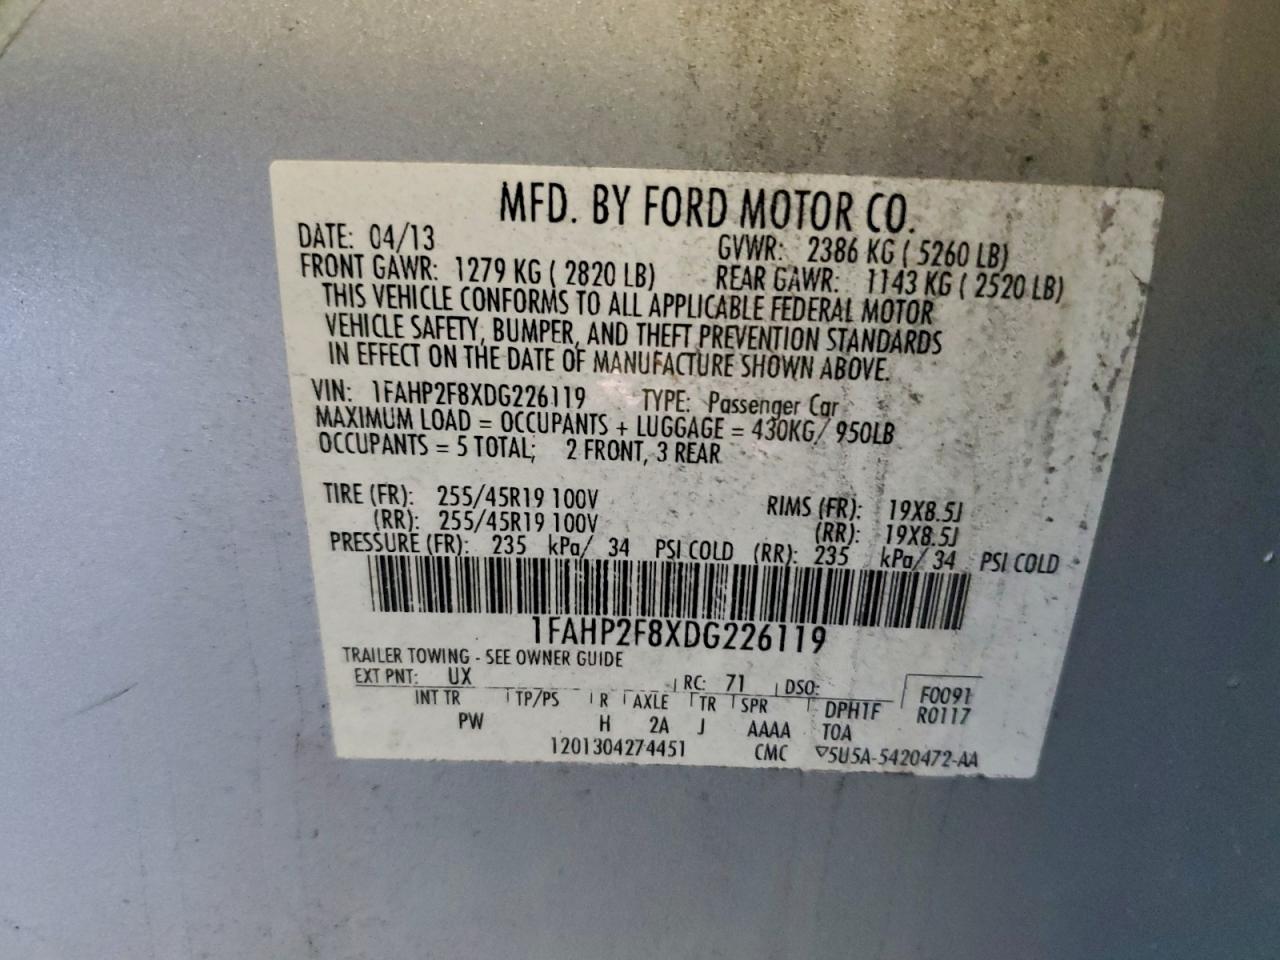 MFD. BY FORD MOTOR CO.
DATE: 04/13 GVWR: 2386 KG ( 5260 LB)
FRONT GAWR: 1279 KG ( 2820 LB) REAR GAWR: 1143 KG ( 2520 LB)
THIS VEHICLE CONFORMS TO ALL APPLICABLE FEDERAL MOTOR
VEHICLE SAFETY, BUMPER, AND THEFT PREVENTION STANDARDS
IN EFFECT ON THE DATE OF MANUFACTURE SHOWN ABOVE.
VIN: 1FAHP2F8XDG226119 TYPE: Passenger Car
MAXIMUM LOAD = OCCUPANTS + LUGGAGE = 430KG/ 950LB
OCCUPANTS = 5 TOTAL; 2 FRONT, 3 REAR
TIRE (FR): 255/45R19 100V RIMS (FR): 19X8.5J
(RR): 255/45R19 100V (RR): 19X8.5J
PRESSURE (FR): 235 kPa/ 34 PSI COLD (RR): 235 kPa/ 34 PSI COLD
1FAHP2F8XDG226119
TRAILER TOWING - SEE OWNER GUIDE
EXT PNT: UX RC: 71 DSO: F0091
INT TR TP/PS R AXLE TR SPR DPH1F R0117
PW H 2A J AAAA TOA
1201304274451 CMC ▽5U5A-5420472-AA